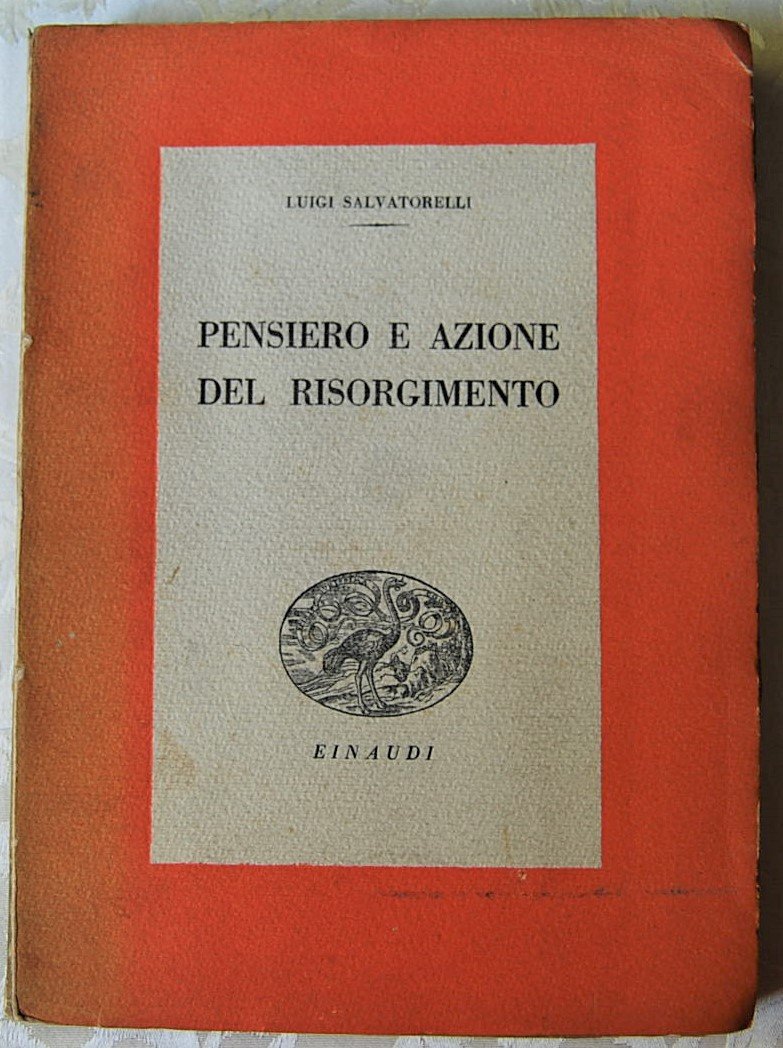 LUIGI SALVATORELLI
PENSIERO E AZIONE
DEL RISORGIMENTO
EINAUDI